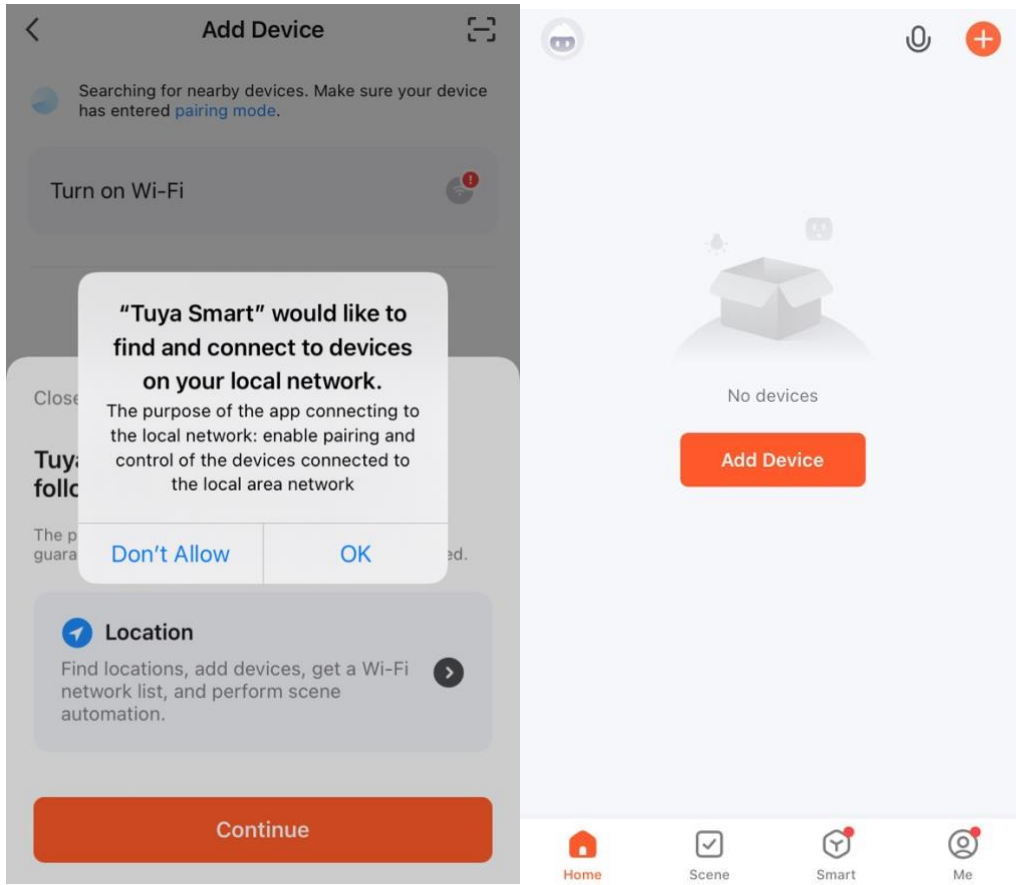 Add Device
Searching for nearby devices. Make sure your device
has entered pairing mode.
Turn on Wi-Fi
"Tuya Smart" would like to
find and connect to devices
on your local network.
The purpose of the app connecting to
the local network: enable pairing and
control of the devices connected to
the local area network
Don't Allow
OK
Close
The
Location
Find locations, add devices, get a Wi-Fi
network list, and perform scene
automation.
Continue
No devices
Add Device
Home
Scene
Smart
Me